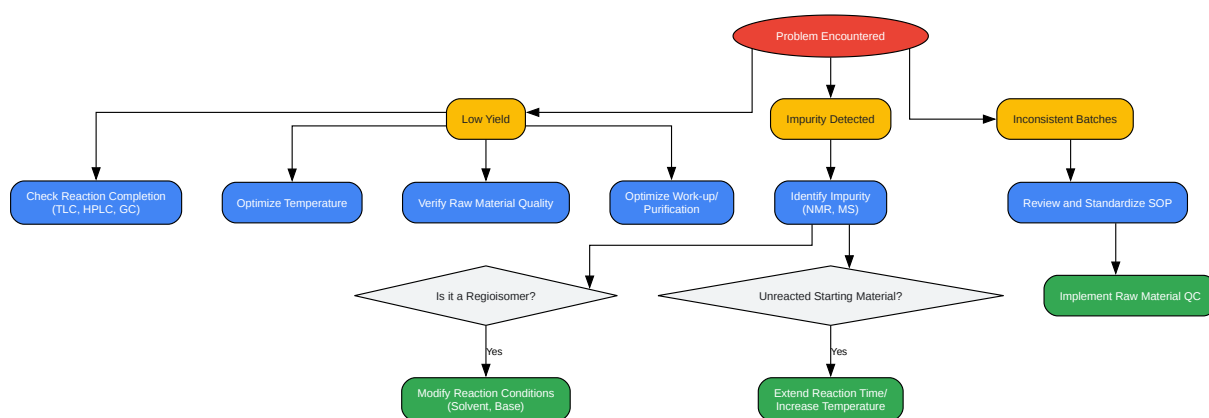 Problem Encountered
Low Yield
Impurity Detected
Inconsistent Batches
Check Reaction Completion
(TLC, HPLC, GC)
Optimize Temperature
Verify Raw Material Quality
Optimize Work-up/
Purification
Identify Impurity
(NMR, MS)
Review and Standardize SOP
Is it a Regioisomer?
Unreacted Starting Material?
Implement Raw Material QC
Yes
Yes
Modify Reaction Conditions
(Solvent, Base)
Extend Reaction Time/
Increase Temperature